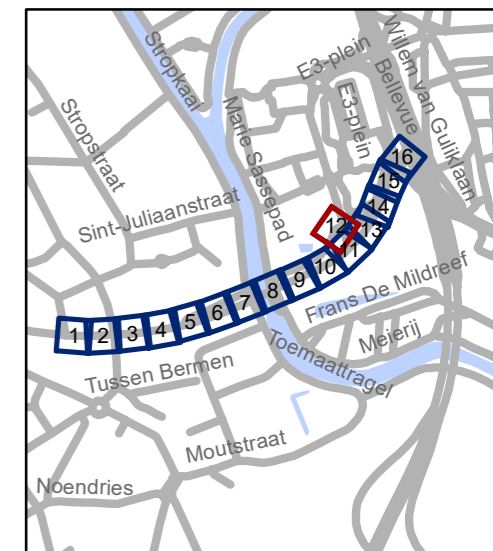 E3-plein
Willem van Guliklaan
Bellevue
Stropkaai
E3-plein
Marie Sassepad
Stropstraat
Sint-Juliaanstraat
16
15
14
13
12
11
10
9
8
7
6
5
4
3
2
1
Frans De Mildreef
Meierij
Toemaattragel
Tussen Bermen
Moutstraat
Noendries